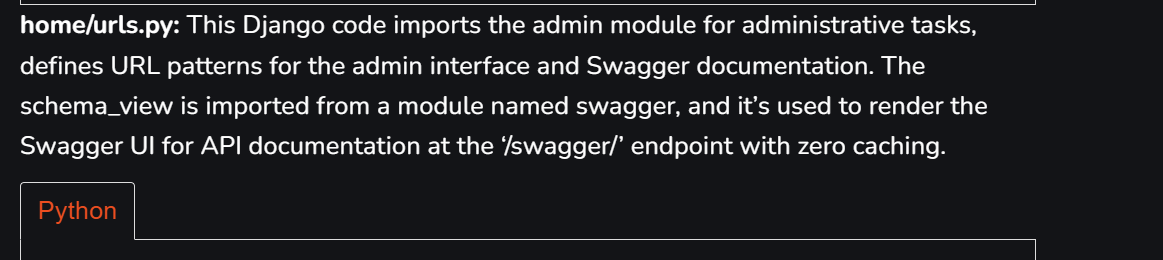 home/urls.py: This Django code imports the admin module for administrative tasks,
defines URL patterns for the admin interface and Swagger documentation. The
schema_view is imported from a module named swagger, and it’s used to render the
Swagger UI for API documentation at the ‘/swagger/’ endpoint with zero caching.
Python